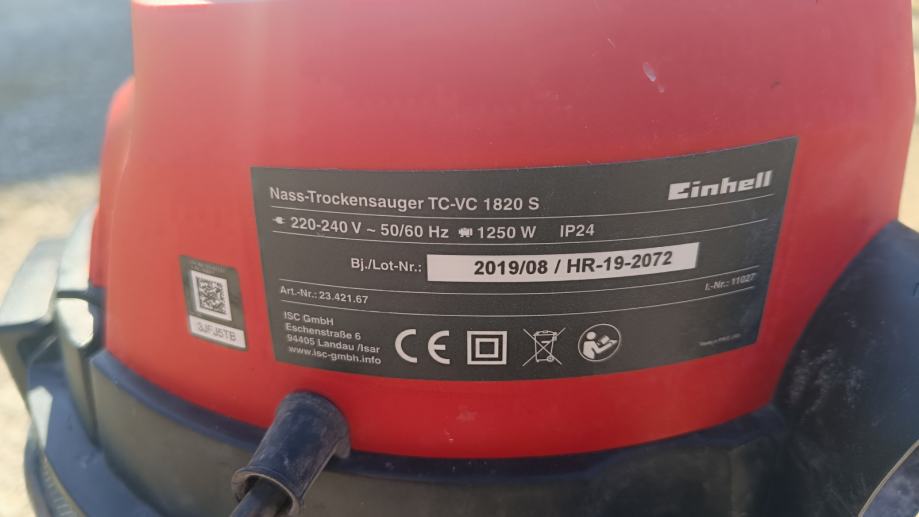 Nass-Trockensauger TC-VC 1820 S
Einhell
220-240 V ~ 50/60 Hz 1250 W IP24
Bj./Lot-Nr.: 2019/08 / HR-19-2072
Art.-Nr.: 23.421.67
I.-Nr.: 11027
ISC GmbH
Eschenstraße 6
94405 Landau /Isar
www.isc-gmbh.info
CE
3JFJ5TB